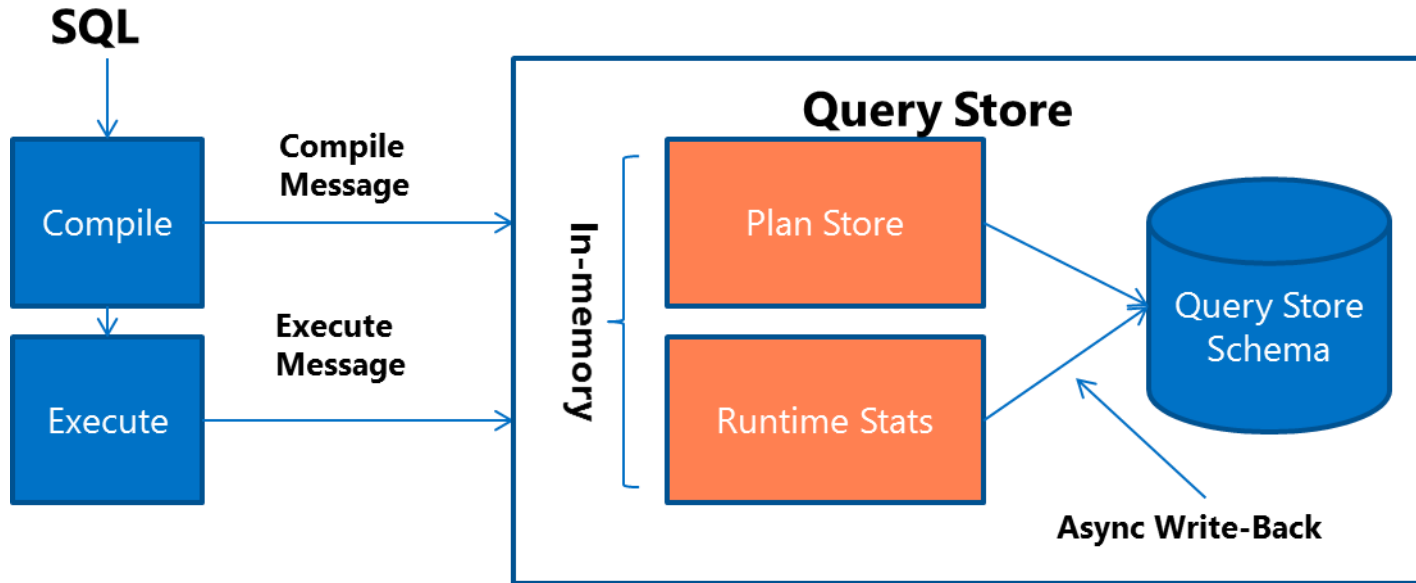 SQL
Compile
Message
Compile
Execute
Message
Execute
Query Store
In-memory
Plan Store
Runtime Stats
Query Store
Schema
Async Write-Back